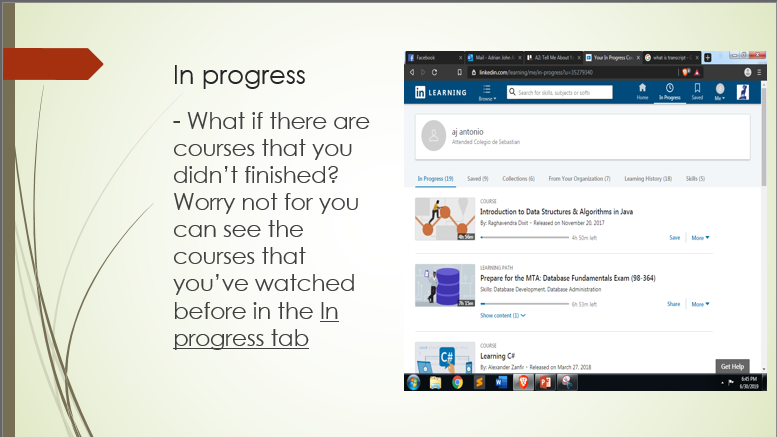 In progress
- What if there are
courses that you
didn't finished?
Worry not for you
can see the
courses that
you've watched
before in the In
progress tab
Facebook
Mail - Adrian John A
A2: Tell Me About Y
Your In Progress Co
what is transcript -
linkedin.com/learning/me/in-progress?u=35279340
in LEARNING
Browse
Search for skills, subjects or software
Home
In Progress
Saved
Me
aj antonio
Attended Colegio de Sebastian
In Progress (19) Saved (9) Collections (6) From Your Organization (7) Learning History (18) Skills (5)
COURSE
Introduction to Data Structures & Algorithms in Java
By: Raghavendra Dixit • Released on November 20, 2017
4h 56m
4h 50m left
Save
More
LEARNING PATH
Prepare for the MTA: Database Fundamentals Exam (98-364)
Skills: Database Development, Database Administration
7h 15m
6h 51m left
Share
More
Show content (1)
COURSE
C#
Learning C#
By: Alexander Zanfir • Released on March 27, 2018
Get Help
6:45 PM
6/30/2019